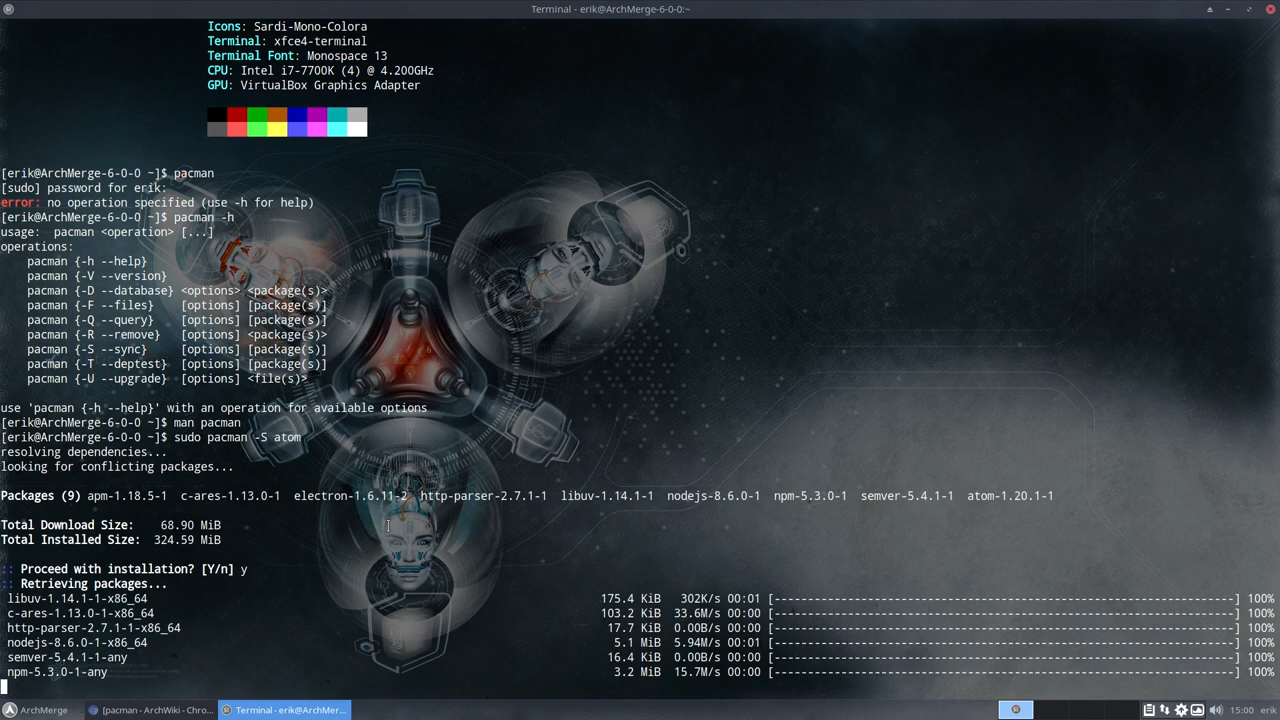 Terminal - erik@ArchMerge-6-0-0:~
Icons: Sardi-Mono-Colora
Terminal: xfce4-terminal
Terminal Font: Monospace 13
CPU: Intel i7-7700K (4) @ 4.200GHz
GPU: VirtualBox Graphics Adapter
[erik@ArchMerge-6-0-0 ~]$ pacman
[sudo] password for erik:
error: no operation specified (use -h for help)
[erik@ArchMerge-6-0-0 ~]$ pacman -h
usage:  pacman <operation> [...]
operations:
    pacman {-h --help}
    pacman {-V --version}
    pacman {-D --database} <options> <package(s)>
    pacman {-F --files}    [options] [package(s)]
    pacman {-Q --query}    [options] [package(s)]
    pacman {-R --remove}   [options] <package(s)>
    pacman {-S --sync}     [options] [package(s)]
    pacman {-T --deptest}  [options] [package(s)]
    pacman {-U --upgrade}  [options] <file(s)>
use 'pacman {-h --help}' with an operation for available options
[erik@ArchMerge-6-0-0 ~]$ man pacman
[erik@ArchMerge-6-0-0 ~]$ sudo pacman -S atom
resolving dependencies...
looking for conflicting packages...
Packages (9) apm-1.18.5-1  c-ares-1.13.0-1  electron-1.6.11-2  http-parser-2.7.1-1  libuv-1.14.1-1  nodejs-8.6.0-1  npm-5.3.0-1  semver-5.4.1-1  atom-1.20.1-1
Total Download Size:    68.90 MiB
Total Installed Size:  324.59 MiB
:: Proceed with installation? [Y/n] y
:: Retrieving packages...
libuv-1.14.1-1-x86_64 175.4 KiB 302K/s 00:01 [----------------------------------------------------------------------] 100%
c-ares-1.13.0-1-x86_64 103.2 KiB 33.6M/s 00:00 [----------------------------------------------------------------------] 100%
http-parser-2.7.1-1-x86_64 17.7 KiB 0.00B/s 00:00 [----------------------------------------------------------------------] 100%
nodejs-8.6.0-1-x86_64 5.1 MiB 5.94M/s 00:01 [----------------------------------------------------------------------] 100%
semver-5.4.1-1-any 16.4 KiB 0.00B/s 00:00 [----------------------------------------------------------------------] 100%
npm-5.3.0-1-any 3.2 MiB 15.7M/s 00:00 [----------------------------------------------------------------------] 100%
ArchMerge [pacman - ArchWiki - Chro... Terminal - erik@ArchMer... 15:00 erik